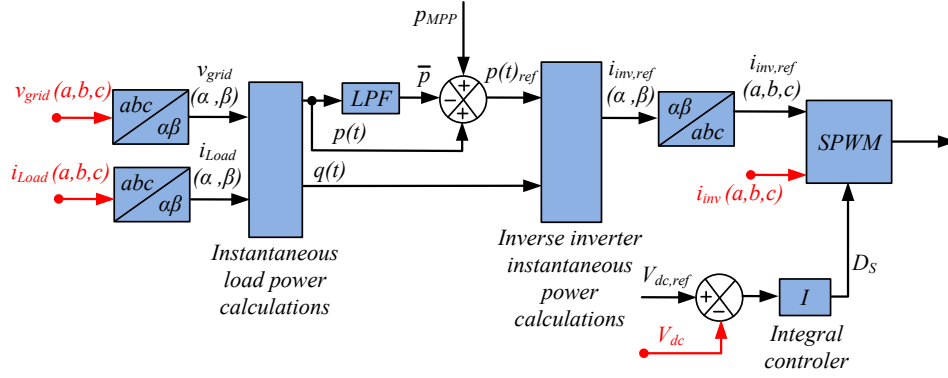 p_MPP
v_grid (a,b,c)
abc
αβ
v_grid
(α ,β)
LPF
p̅
−
+
+
p(t)_ref
i_inv,ref
(α ,β)
αβ
abc
i_inv,ref
(a,b,c)
SPWM
p(t)
i_Load (a,b,c)
abc
αβ
i_Load
(α ,β)
q(t)
i_inv (a,b,c)
Instantaneous
load power
calculations
Inverse inverter
instantaneous
power
calculations
V_dc,ref
+
−
V_dc
I
D_S
Integral
controler